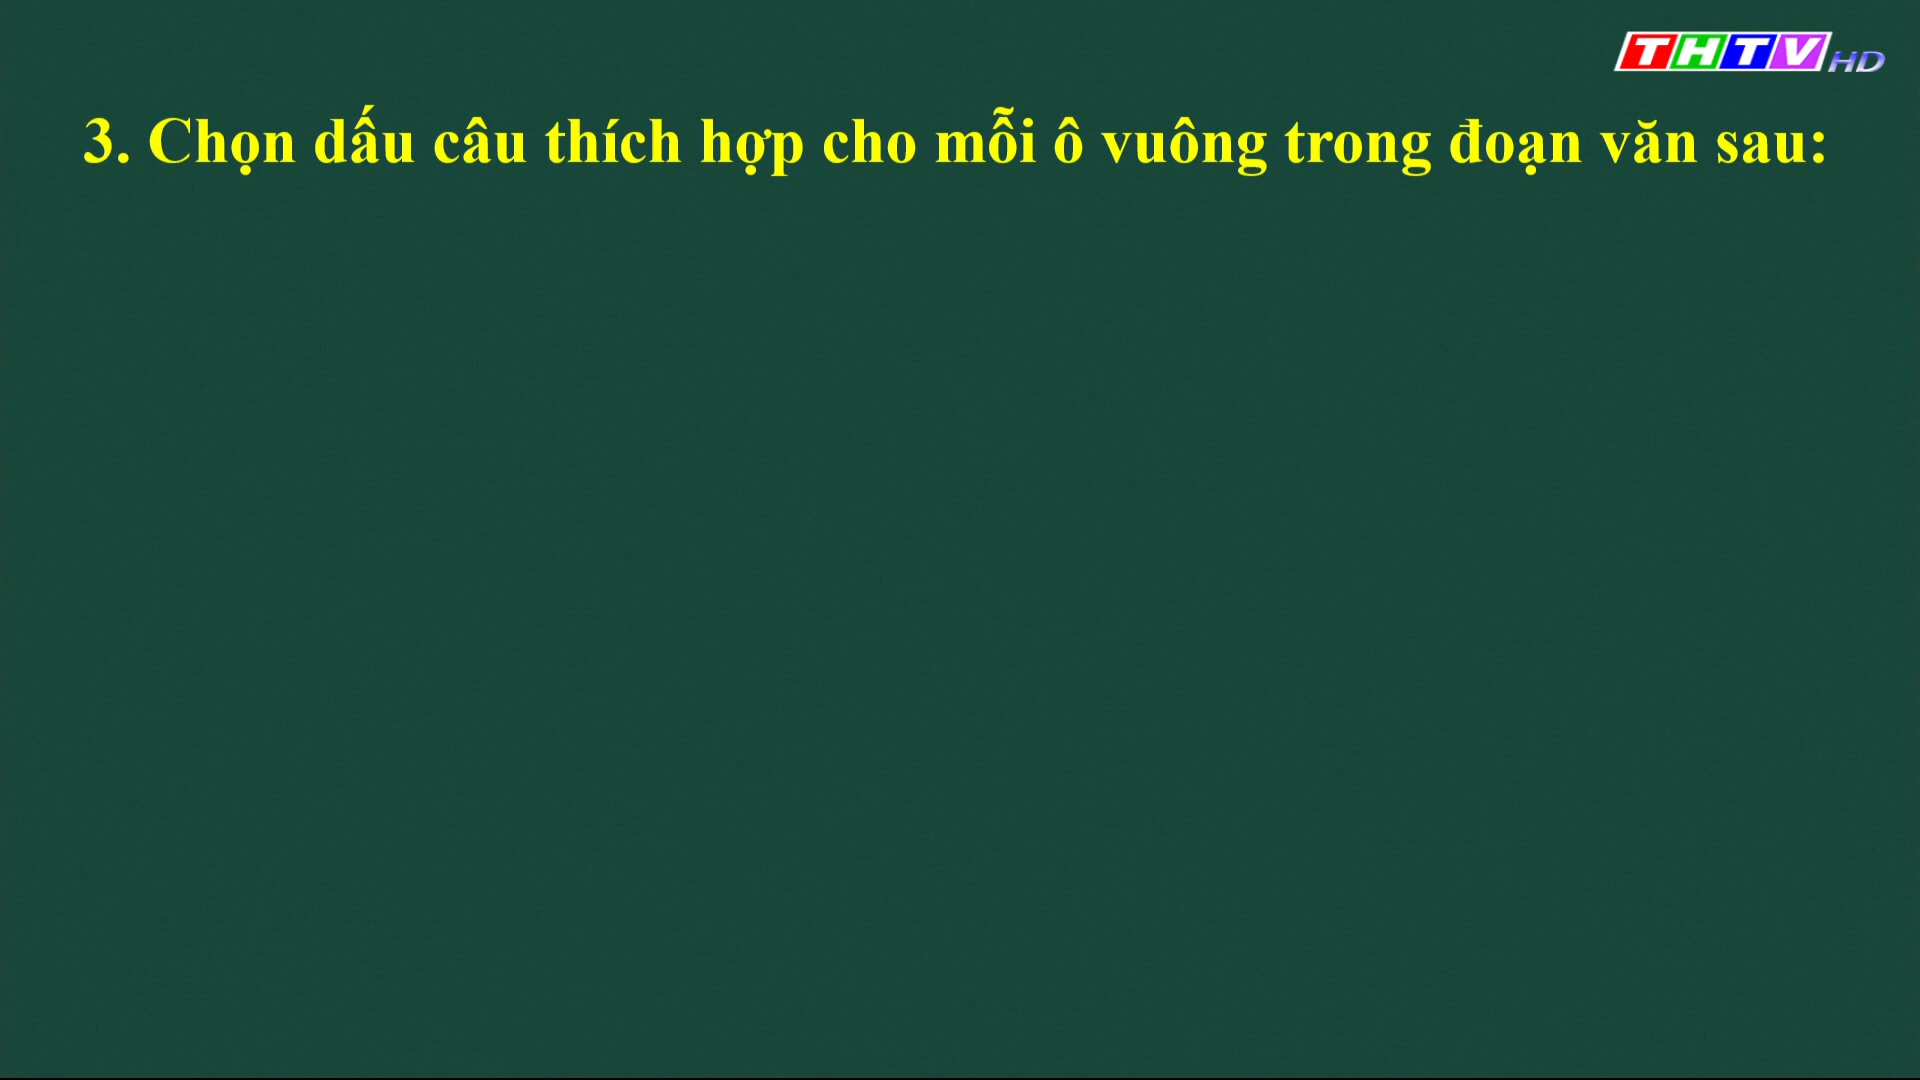 THTV HD
3. Chọn dấu câu thích hợp cho mỗi ô vuông trong đoạn văn sau: